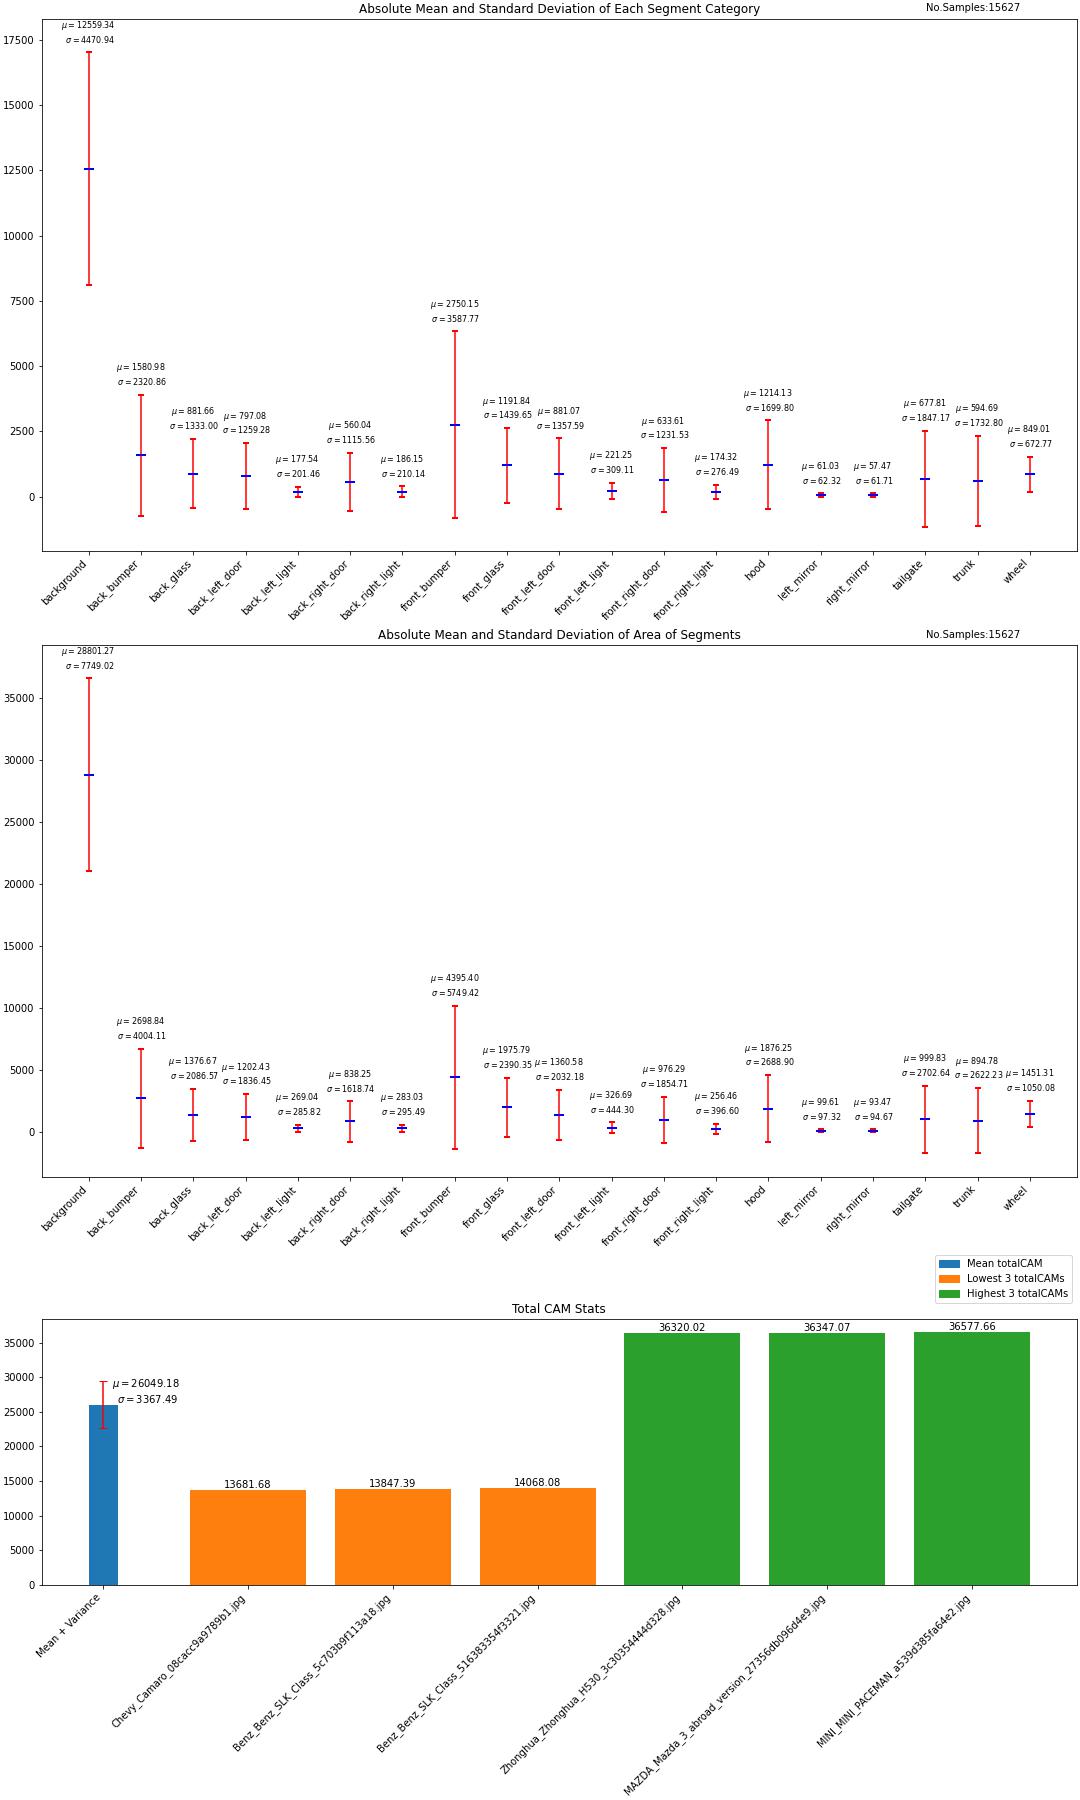 Absolute Mean and Standard Deviation of Each Segment Category
No.Samples:15627
μ = 12559.34
σ = 4470.94
μ = 1580.98
σ = 2320.86
μ = 881.66
σ = 1333.00
μ = 797.08
σ = 1259.28
μ = 177.54
σ = 201.46
μ = 560.04
σ = 1115.56
μ = 186.15
σ = 210.14
μ = 2750.15
σ = 3587.77
μ = 1191.84
σ = 1439.65
μ = 881.07
σ = 1357.59
μ = 221.25
σ = 309.11
μ = 633.61
σ = 1231.53
μ = 174.32
σ = 276.49
μ = 1214.13
σ = 1699.80
μ = 61.03
σ = 62.32
μ = 57.47
σ = 61.71
μ = 677.81
σ = 1847.17
μ = 594.69
σ = 1732.80
μ = 849.01
σ = 672.77
17500
15000
12500
10000
7500
5000
2500
0
background
back_bumper
back_glass
back_left_door
back_left_light
back_right_door
back_right_light
front_bumper
front_glass
front_left_door
front_left_light
front_right_door
front_right_light
hood
left_mirror
right_mirror
tailgate
trunk
wheel
Absolute Mean and Standard Deviation of Area of Segments
No.Samples:15627
μ = 28801.27
σ = 7749.02
μ = 2698.84
σ = 4004.11
μ = 1376.67
σ = 2086.57
μ = 1202.43
σ = 1836.45
μ = 269.04
σ = 285.82
μ = 838.25
σ = 1618.74
μ = 283.03
σ = 295.49
μ = 4395.40
σ = 5749.42
μ = 1975.79
σ = 2390.35
μ = 1360.58
σ = 2032.18
μ = 326.69
σ = 444.30
μ = 976.29
σ = 1854.71
μ = 256.46
σ = 396.60
μ = 1876.25
σ = 2688.90
μ = 99.61
σ = 97.32
μ = 93.47
σ = 94.67
μ = 999.83
σ = 2702.64
μ = 894.78
σ = 2622.23
μ = 1451.31
σ = 1050.08
35000
30000
25000
20000
15000
10000
5000
0
background
back_bumper
back_glass
back_left_door
back_left_light
back_right_door
back_right_light
front_bumper
front_glass
front_left_door
front_left_light
front_right_door
front_right_light
hood
left_mirror
right_mirror
tailgate
trunk
wheel
Mean totalCAM
Lowest 3 totalCAMs
Highest 3 totalCAMs
Total CAM Stats
35000
30000
25000
20000
15000
10000
5000
0
μ = 26049.18
σ = 3367.49
13681.68
13847.39
14068.08
36320.02
36347.07
36577.66
Mean + Variance
Chevy_Camaro_08cacc9a9789b1.jpg
Benz_Benz_SLK_Class_5c703b9f113a18.jpg
Benz_Benz_SLK_Class_516383354f3321.jpg
Zhonghua_Zhonghua_H530_3c30354444d328.jpg
MAZDA_Mazda_3_abroad_version_27356db096d4e9.jpg
MINI_MINI_PACEMAN_a539d385fa64e2.jpg